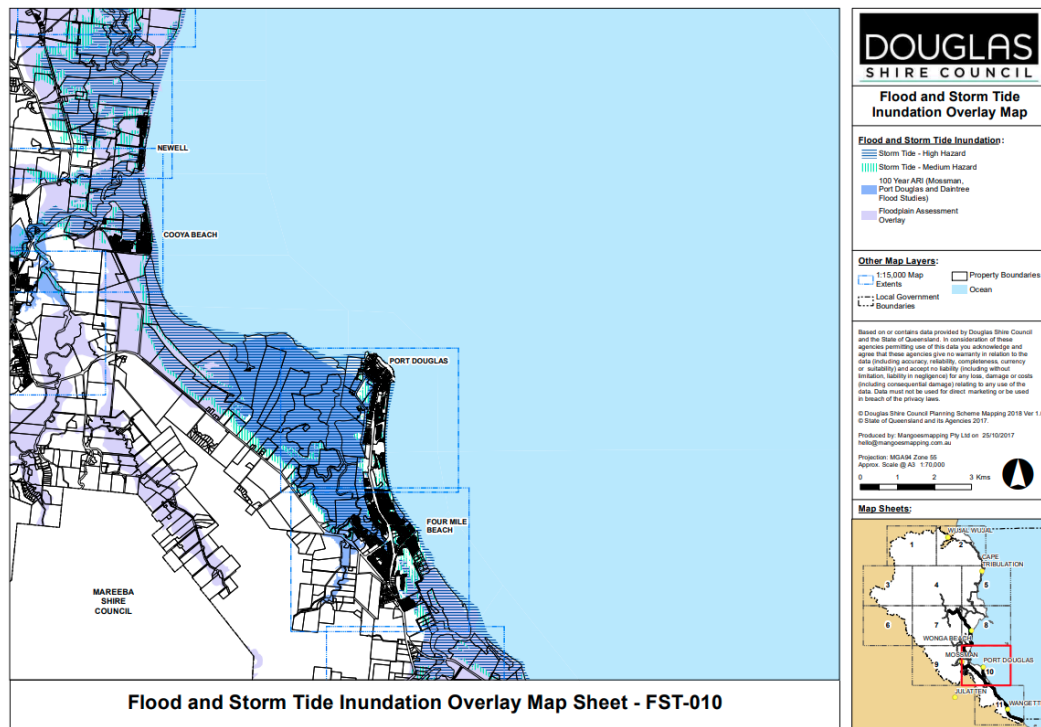 NEWELL
COOYA BEACH
PORT DOUGLAS
FOUR MILE
BEACH
MAREEBA
SHIRE
COUNCIL
Flood and Storm Tide Inundation Overlay Map Sheet - FST-010
DOUGLAS
SHIRE COUNCIL
Flood and Storm Tide
Inundation Overlay Map
Flood and Storm Tide Inundation:
Storm Tide - High Hazard
Storm Tide - Medium Hazard
100 Year ARI (Mossman,
Port Douglas and Daintree
Flood Studies)
Floodplain Assessment
Overlay
Other Map Layers:
1:15,000 Map
Extents
Local Government
Boundaries
Property Boundaries
Ocean
Based on or contains data provided by Douglas Shire Council
and the State of Queensland. In consideration of these
agencies permitting use of this data you acknowledge and
agree that these agencies give no warranty in relation to the
data (including accuracy, reliability, completeness, currency
or suitability) and accept no liability (including without
limitation, liability in negligence) for any loss, damage or costs
(including consequential damage) relating to any use of the
data. Data must not be used for direct marketing or be used
in breach of the privacy laws.
© Douglas Shire Council Planning Scheme Mapping 2018 Ver 1.
© State of Queensland and its Agencies 2017.
Produced by: Mangoesmapping Pty Ltd on 25/10/2017
hello@mangoesmapping.com.au
Projection: MGA94 Zone 55
Approx. Scale @ A3 1:70,000
0 1 2 3 Kms
Map Sheets:
WUJAL WUJAL
1 2
CAPE
TRIBULATION
3 4 5
6 7 8
WONGA BEACH
MOSSMAN
PORT DOUGLAS
9 10
JULATTEN
11 WANGETTI